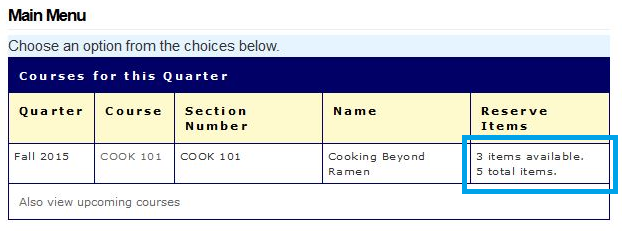 Main Menu
Choose an option from the choices below.
Courses for this Quarter
Quarter Course Section Number Name Reserve Items
Fall 2015 COOK 101 COOK 101 Cooking Beyond Ramen 3 items available. 5 total items.
Also view upcoming courses